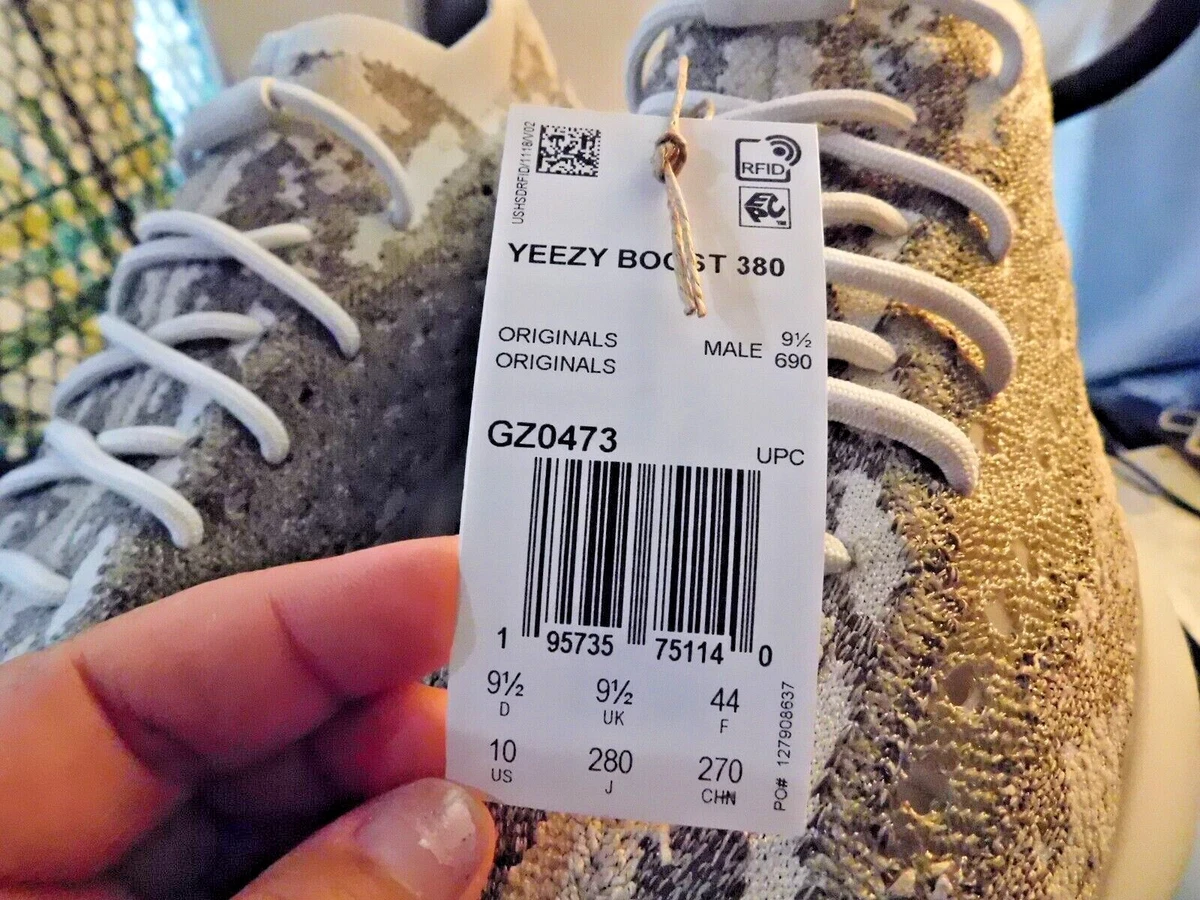 USHSDRFID/1118/V02
RFID
EPC
YEEZY BOOST 380
ORIGINALS MALE 9½
ORIGINALS 690
GZ0473
UPC
1 95735 75114 0
9½ 9½ 44
D UK F
10 280 270
US J CHN
PO# 127908637